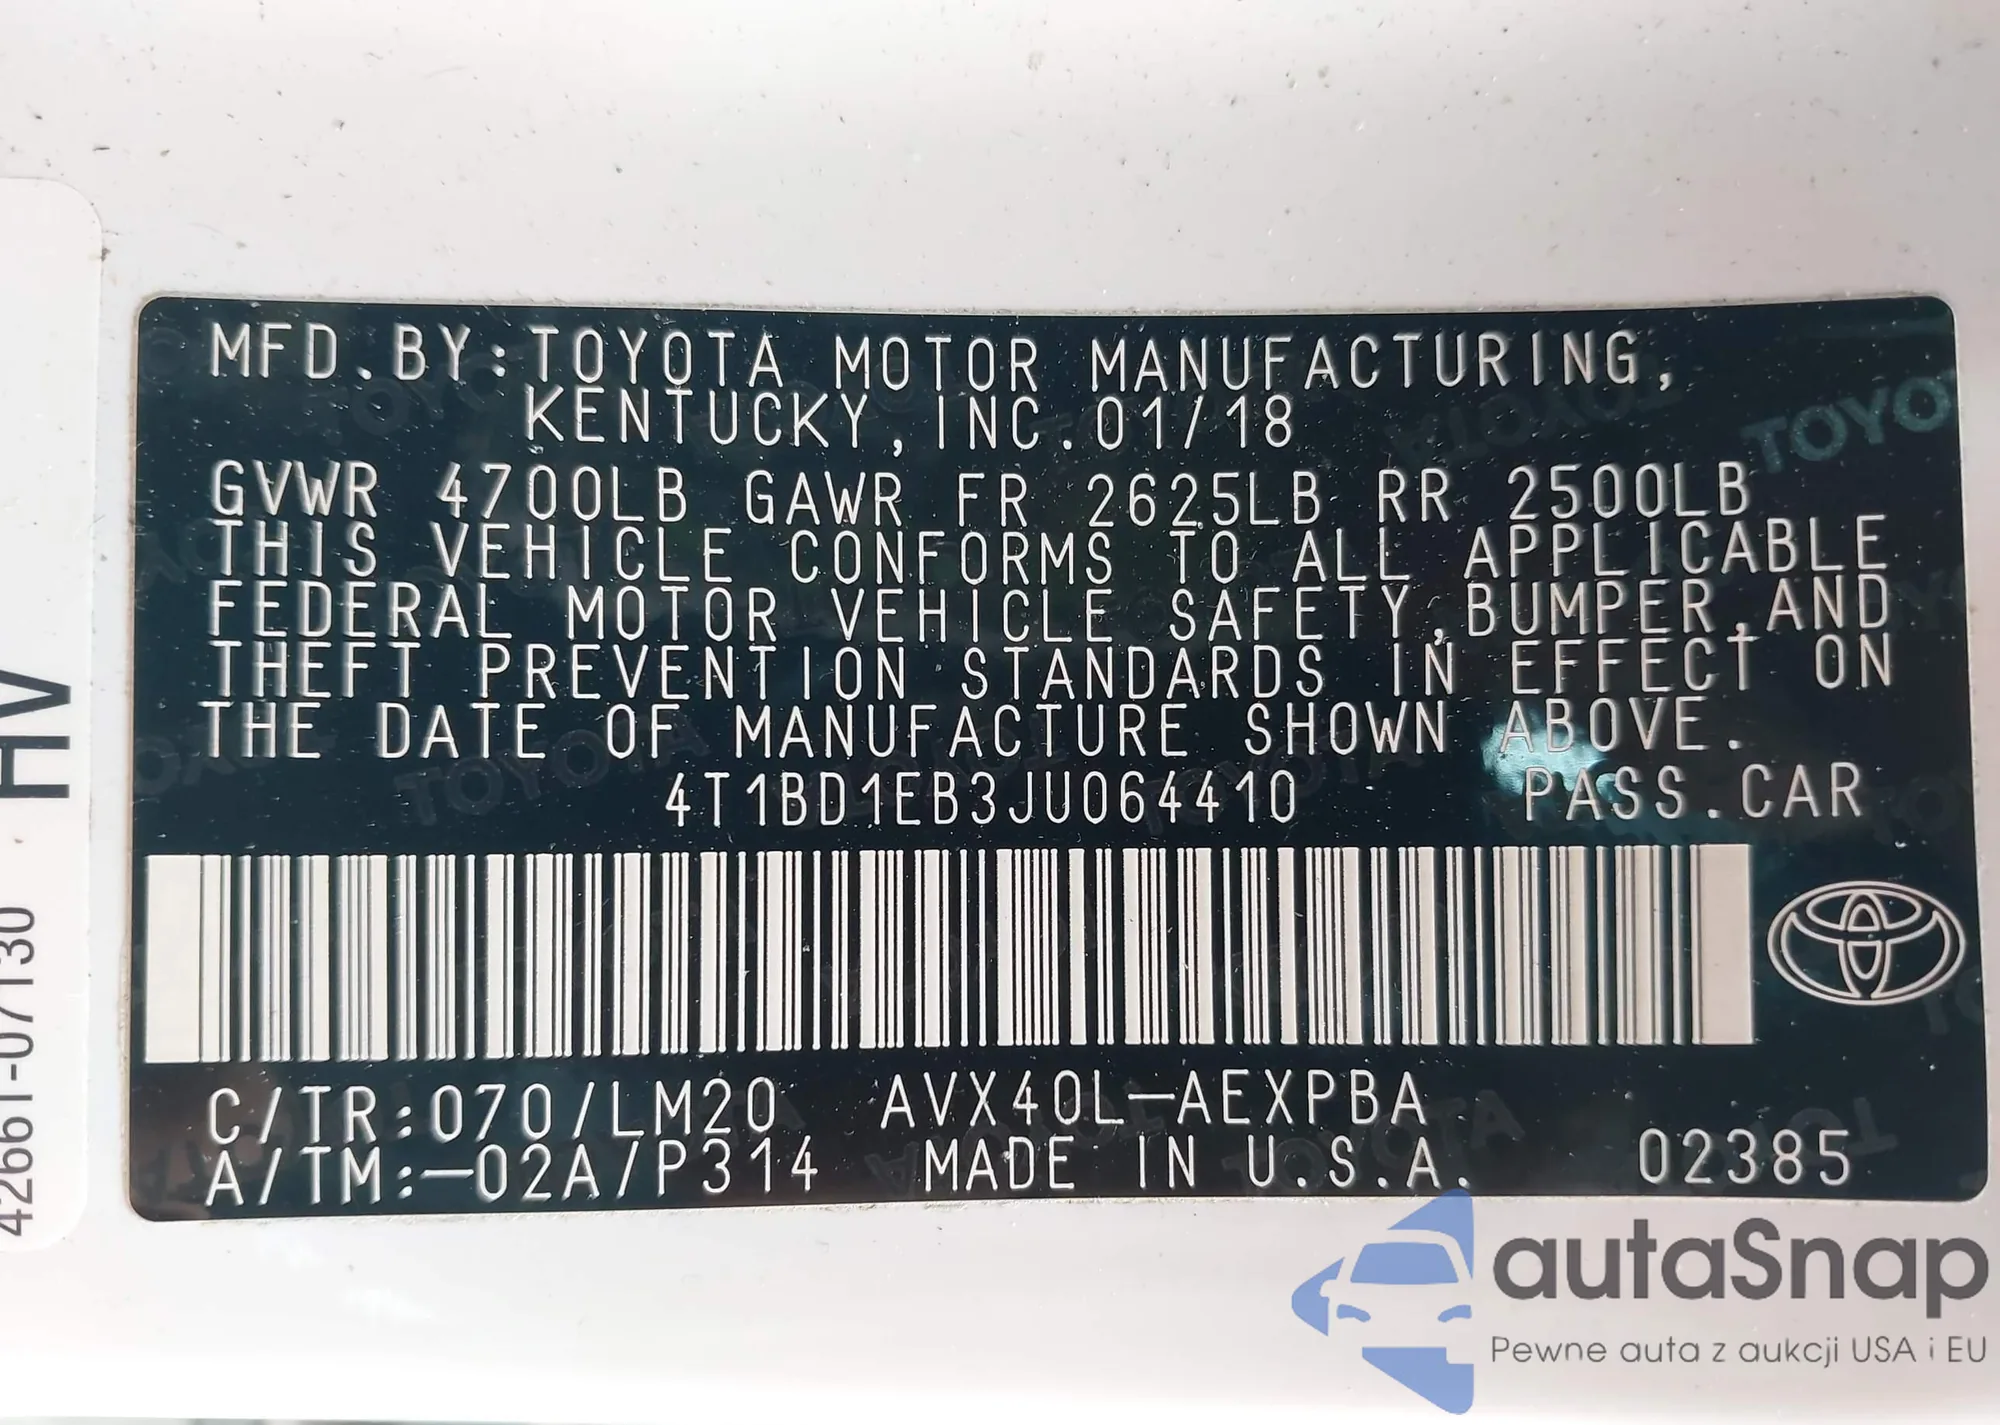 MFD.BY:TOYOTA MOTOR MANUFACTURING,
KENTUCKY,INC.01/18
GVWR 4700LB GAWR FR 2625LB RR 2500LB
THIS VEHICLE CONFORMS TO ALL APPLICABLE
FEDERAL MOTOR VEHICLE SAFETY,BUMPER,AND
THEFT PREVENTION STANDARDS IN EFFECT ON
THE DATE OF MANUFACTURE SHOWN ABOVE.
4T1BD1EB3JU064410 PASS.CAR
C/TR:070/LM20 AVX40L-AEXPBA
A/TM:-02A/P314 MADE IN U.S.A. 02385
HV
42661-07130
autaSnap
Pewne auta z aukcji USA i EU